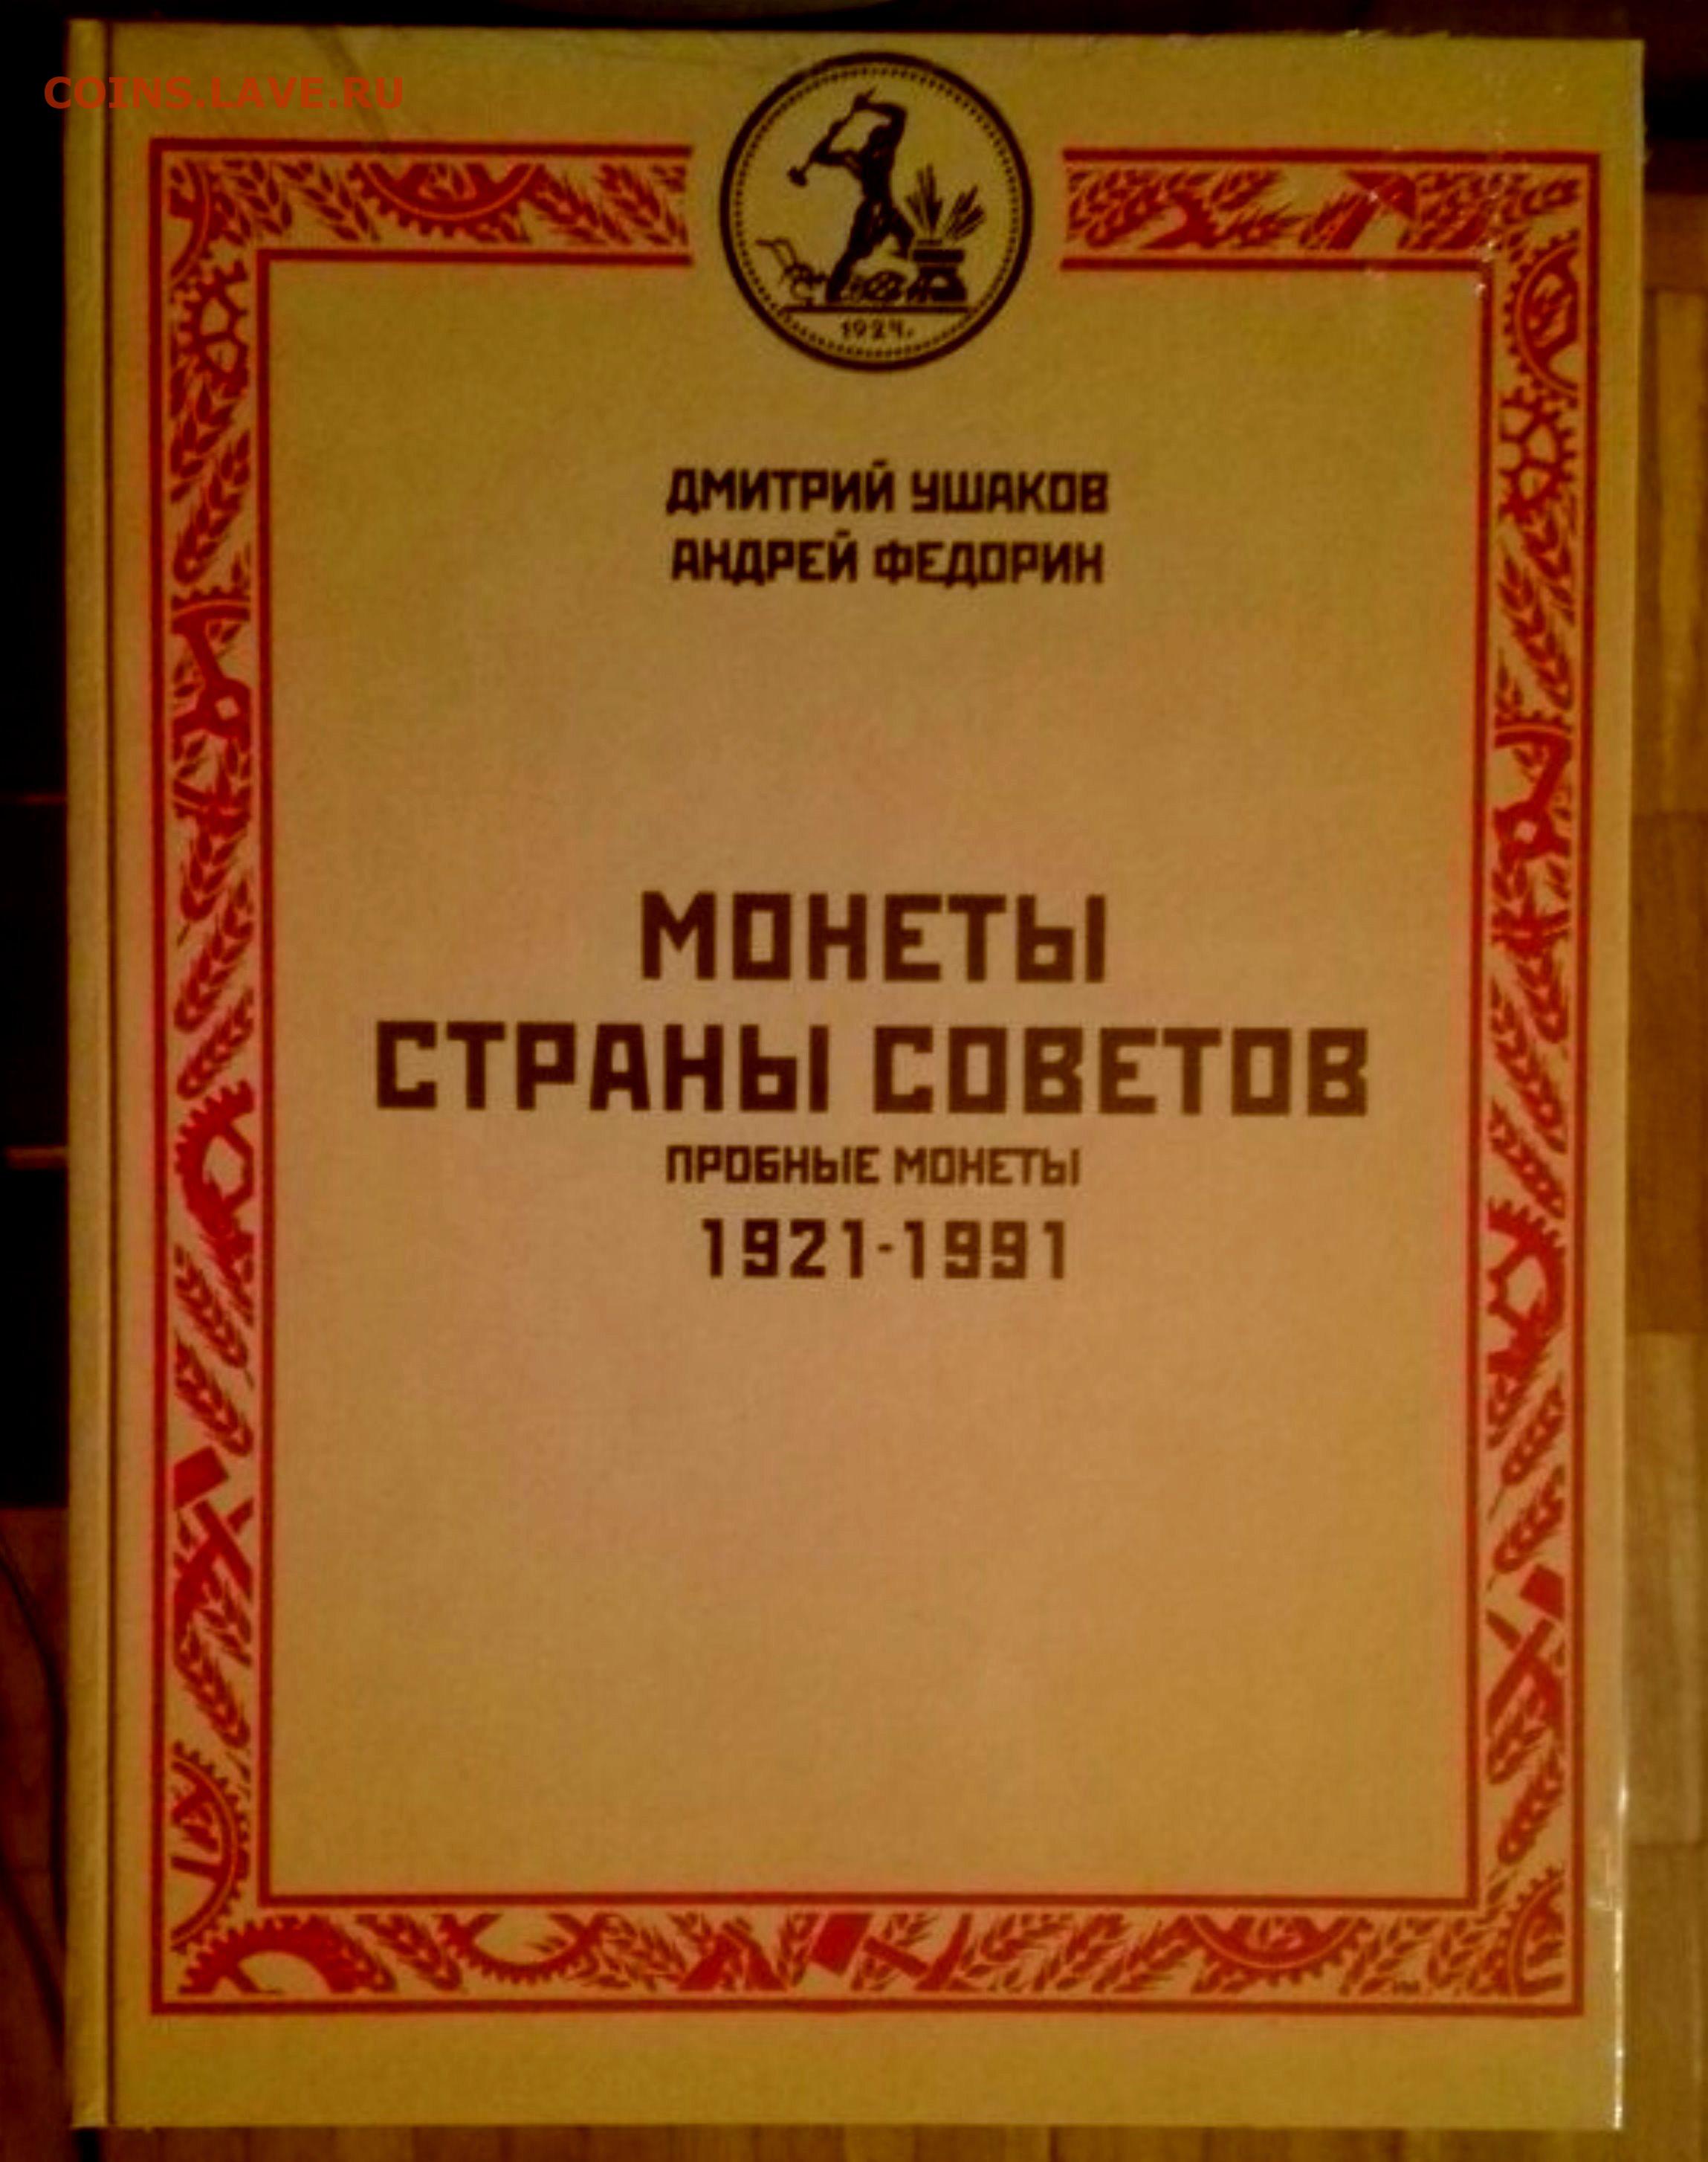 COINS.LAVE.RU
1924.
ДМИТРИЙ УШАКОВ
АНДРЕЙ ФЕДОРИН
МОНЕТЫ
СТРАНЫ СОВЕТОВ
ПРОБНЫЕ МОНЕТЫ
1921-1991